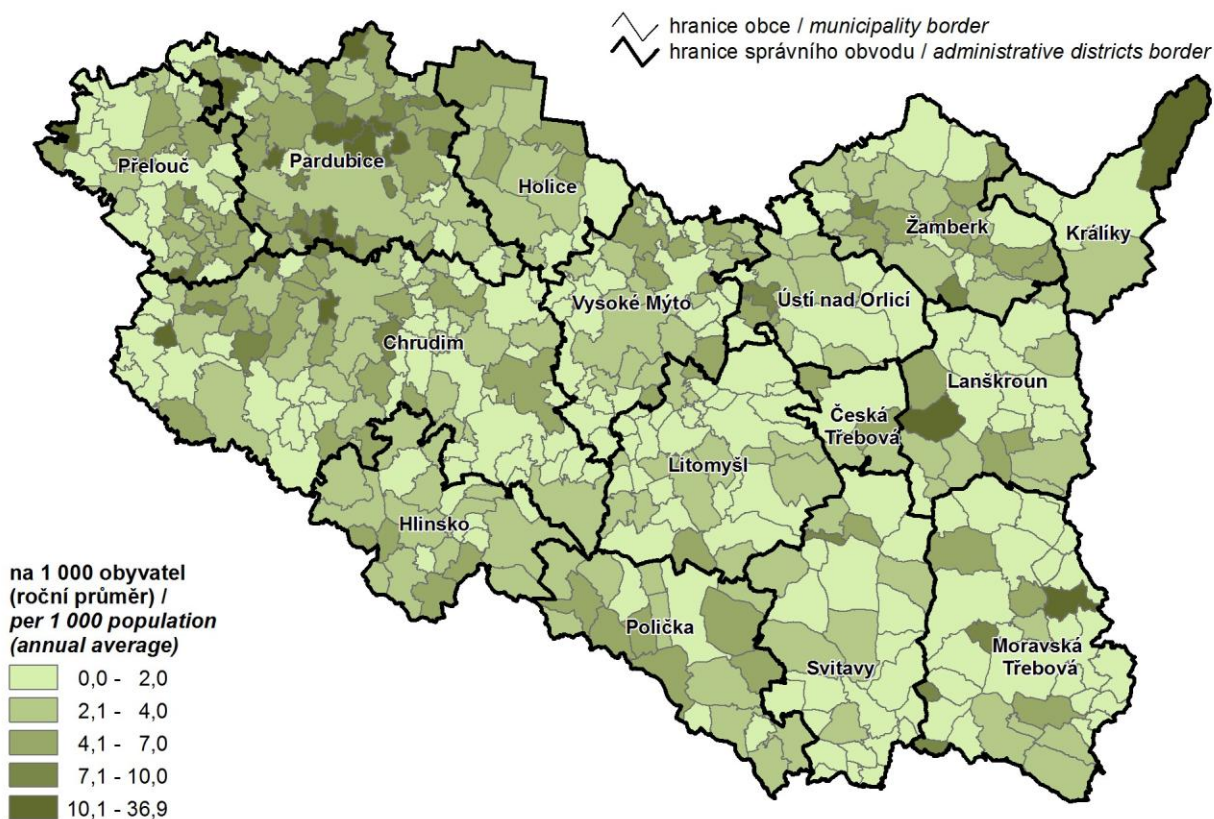 hranice obce / municipality border
hranice správního obvodu / administrative districts border
Přelouč
Pardubice
Holice
Žamberk
Králíky
Vysoké Mýto
Ústí nad Orlicí
Chrudim
Lanškroun
Česká
Třebová
Litomyšl
Hlinsko
Polička
Svitavy
Moravská
Třebová
na 1 000 obyvatel
(roční průměr) /
per 1 000 population
(annual average)
0,0 - 2,0
2,1 - 4,0
4,1 - 7,0
7,1 - 10,0
10,1 - 36,9